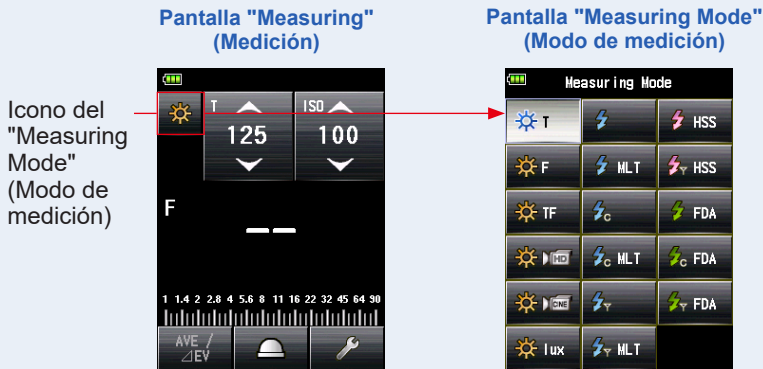 Pantalla "Measuring"
(Medición)
Pantalla "Measuring Mode"
(Modo de medición)
Icono del
"Measuring
Mode"
(Modo de
medición)
T
125
ISO
100
F
1 1.4 2 2.8 4 5.6 8 11 16 22 32 45 64 90
AVE /
⊿EV
Measuring Mode
T
HSS
F
MLT
Y HSS
TF
C
FDA
HD
C MLT
C FDA
CNE
Y
Y FDA
lux
Y MLT